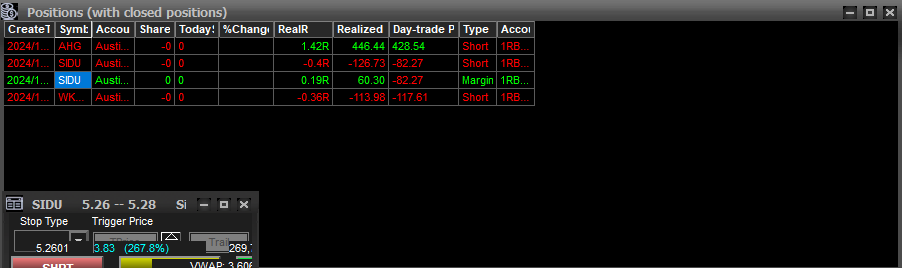 Positions (with closed positions)
CreateT Symb Accou Share Today$ %Change RealR Realized Day-trade P Type Accou
2024/1... AHG Austi... -0 0 1.42R 446.44 428.54 Short 1RB...
2024/1... SIDU Austi... -0 0 -0.4R -126.73 -82.27 Short 1RB...
2024/1... SIDU Austi... 0 0 0.19R 60.30 -82.27 Margin 1RB...
2024/1... WK,... Austi... -0 0 -0.36R -113.98 -117.61 Short 1RB...
SIDU 5.26 -- 5.28 Si
Stop Type Trigger Price
5.2601 3.83 (267.8%) Trail 269,
SHRT VWAP: 3.606